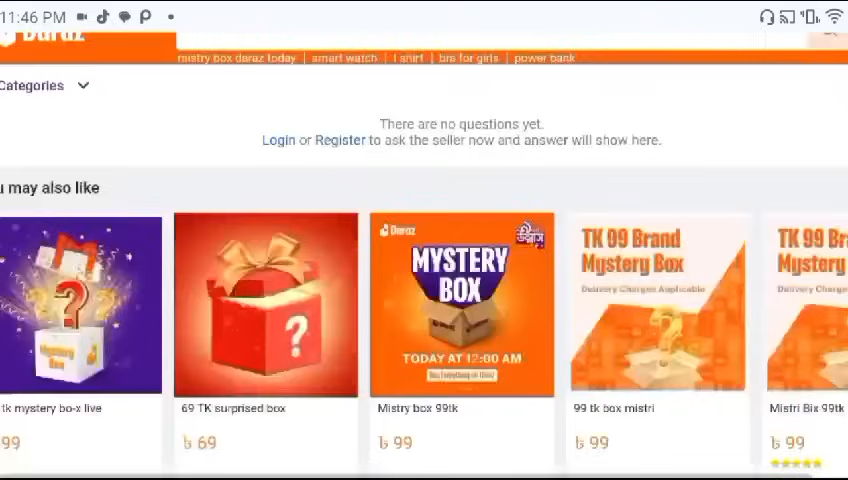 11:46 PM
Daraz
mistry box daraz today | smart watch | t shirt | bra for girls | power bank
Categories
There are no questions yet.
Login or Register to ask the seller now and answer will show here.
u may also like
?
Mystery
Box
?
Daraz
MYSTERY
BOX
TODAY AT 12:00 AM
TK 99 Brand
Mystery Box
Delivery Charges Applicable
?
TK 99 Bra
Mystery
Delivery Charges
tk mystery bo-x live
69 TK surprised box
Mistry box 99tk
99 tk box mistri
Mistri Bix 99tk
99
৳ 69
৳ 99
৳ 99
৳ 99